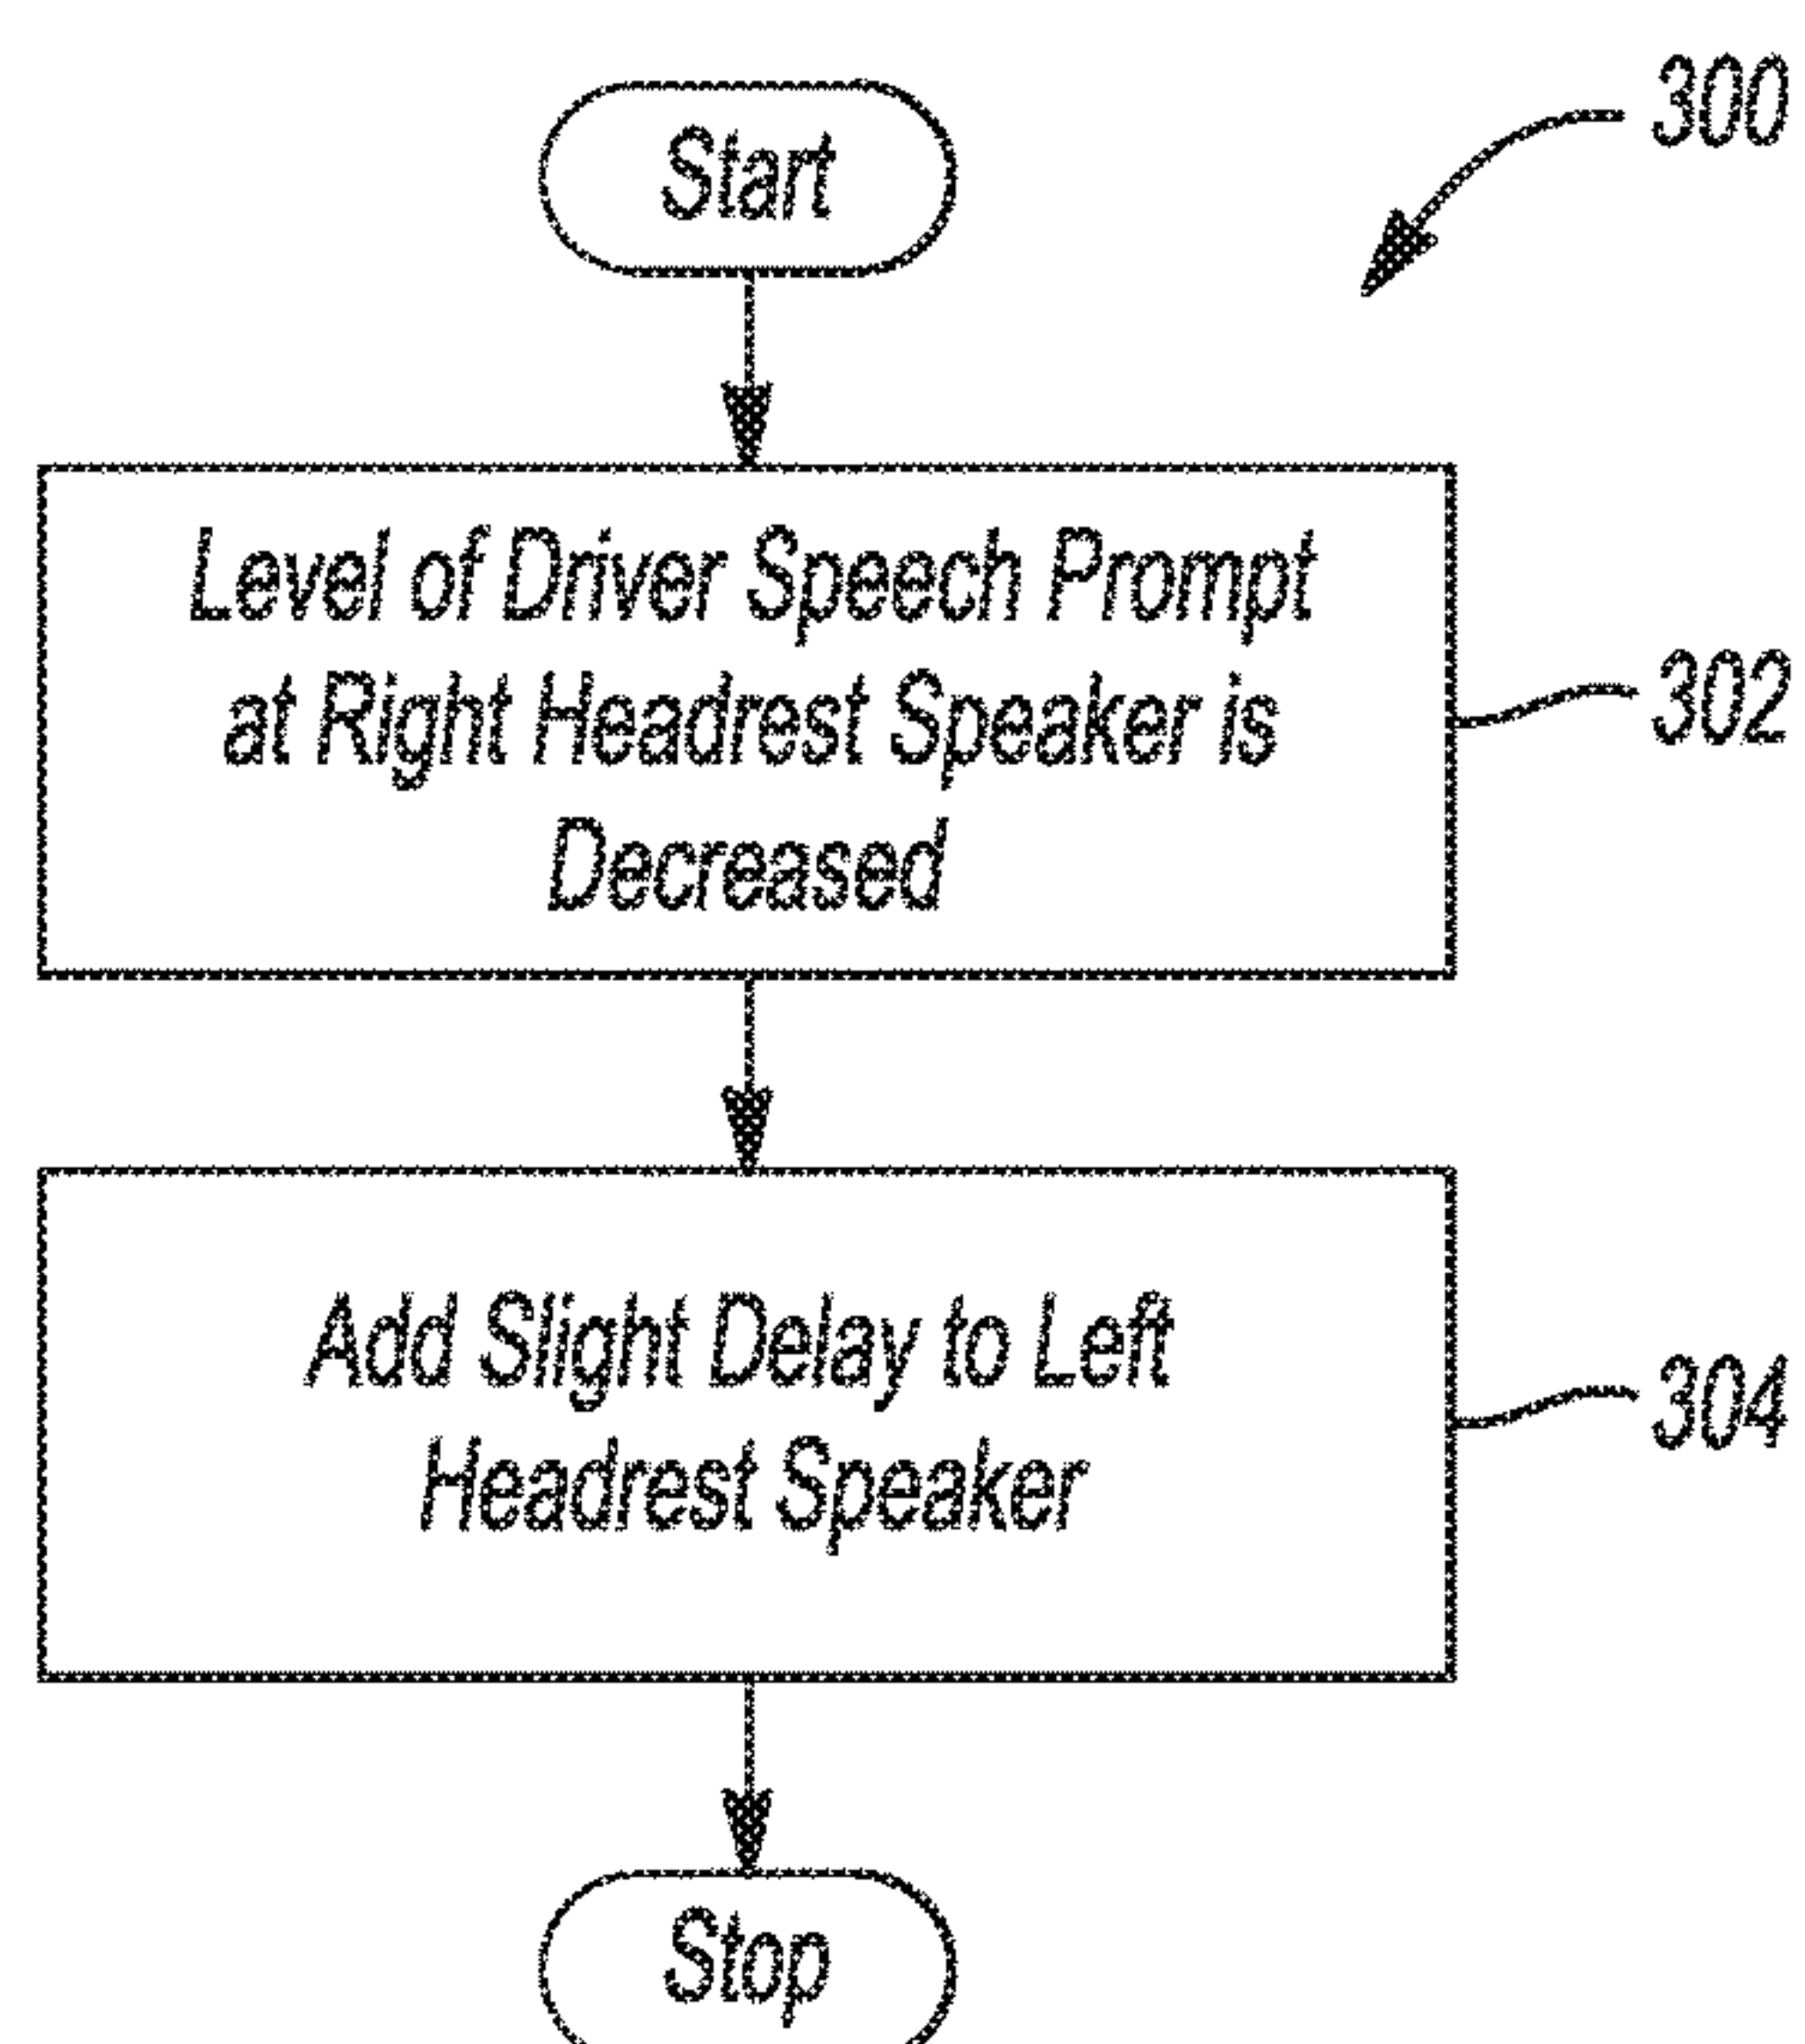 Start
300
Level of Driver Speech Prompt
at Right Headrest Speaker is
Decreased
302
Add Slight Delay to Left
Headrest Speaker
304
Stop